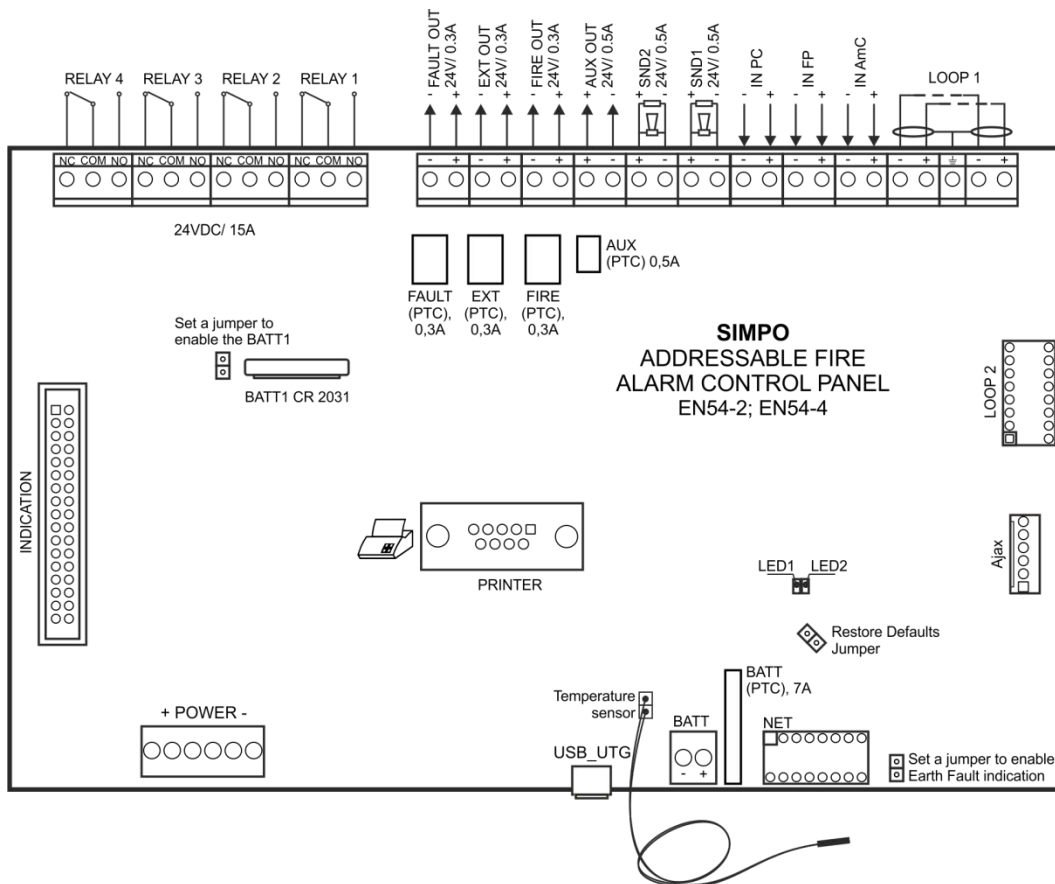 RELAY 4 RELAY 3 RELAY 2 RELAY 1
- FAULT OUT
+ 24V/ 0.3A
- EXT OUT
+ 24V/ 0.3A
- FIRE OUT
+ 24V/ 0.3A
+ AUX OUT
- 24V/ 0.5A
+ SND2
- 24V/ 0.5A
+ SND1
- 24V/ 0.5A
- IN PC
+
- IN FP
+
- IN AmC
+
LOOP 1
- + - +
NC COM NO NC COM NO NC COM NO NC COM NO
- + - + - + + - + - + - - + - + - + - + - +
24VDC/ 15A
FAULT
(PTC),
0,3A
EXT
(PTC),
0,3A
FIRE
(PTC),
0,3A
AUX
(PTC) 0,5A
Set a jumper to
enable the BATT1
BATT1 CR 2031
SIMPO
ADDRESSABLE FIRE
ALARM CONTROL PANEL
EN54-2; EN54-4
LOOP 2
INDICATION
PRINTER
Ajax
LED1 LED2
Restore Defaults
Jumper
+ POWER -
Temperature
sensor
USB_UTG
BATT
- +
BATT
(PTC), 7A
NET
Set a jumper to enable
Earth Fault indication